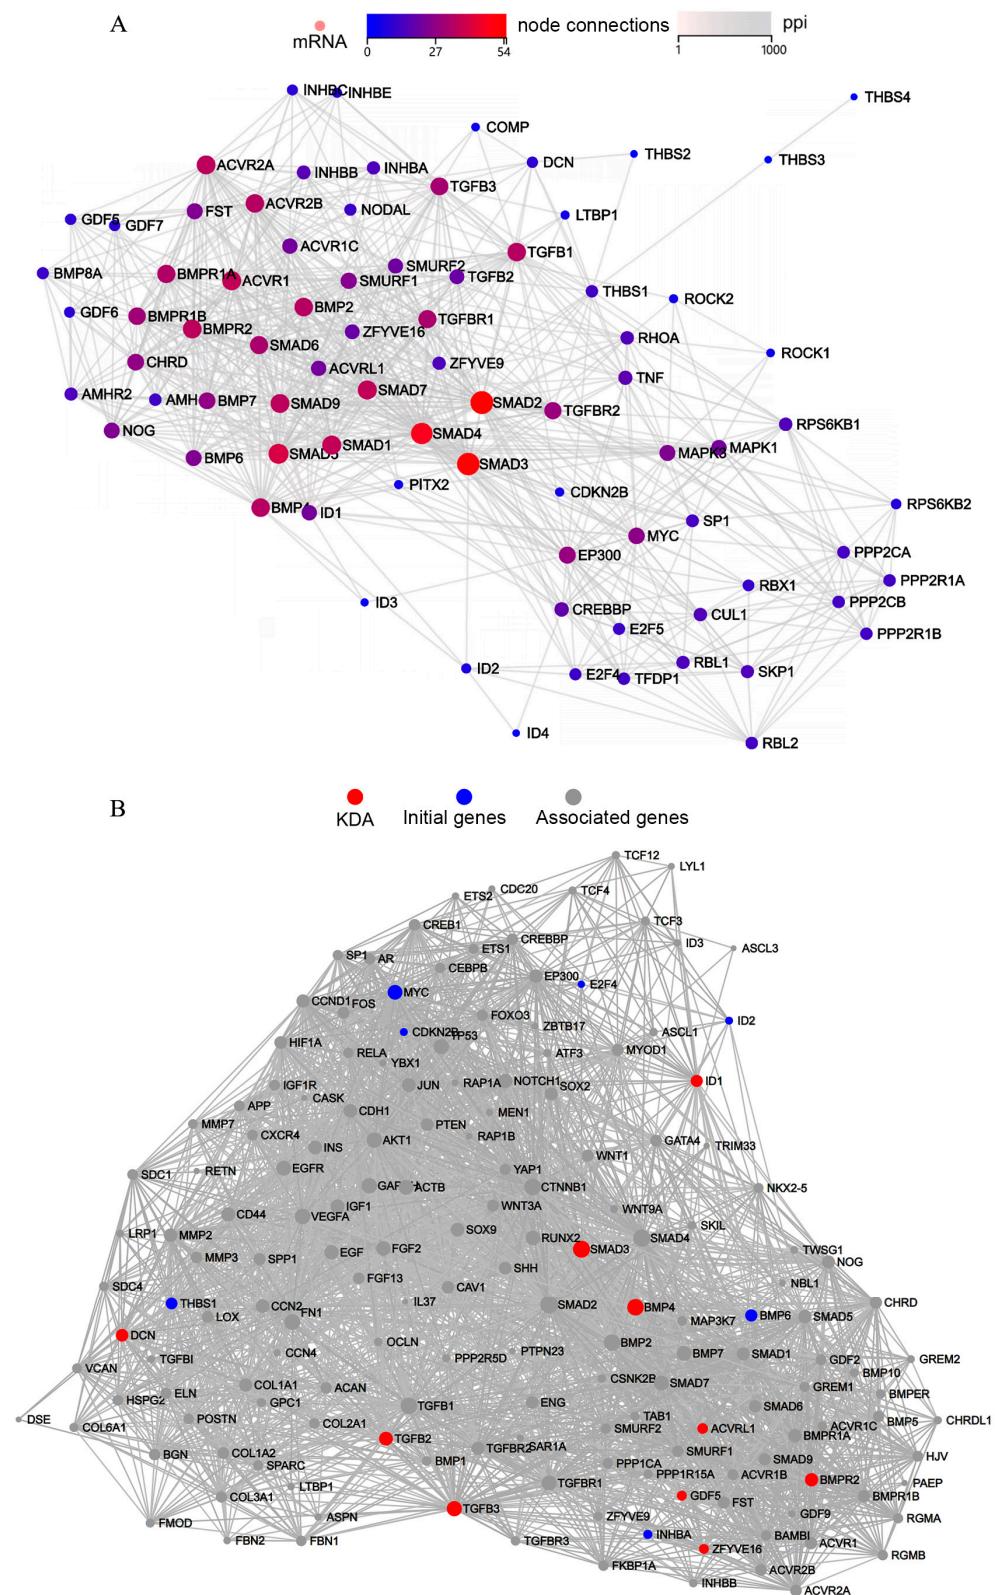 A
mRNA
node connections
0 27 54
ppi
1 1000
INHBC
INHBE
THBS4
COMP
THBS2
THBS3
DCN
ACVR2A
INHBB
INHBA
TGFB3
ACVR2B
FST
NODAL
LTBP1
GDF5
GDF7
ACVR1C
TGFB1
SMURF2
BMP8A
BMPR1A
ACVR1
SMURF1
TGFB2
THBS1
ROCK2
GDF6
BMPR1B
BMP2
TGFBR1
BMPR2
ZFYVE16
RHOA
SMAD6
ROCK1
CHRD
ACVRL1
ZFYVE9
TNF
AMHR2
AMH
BMP7
SMAD9
SMAD7
SMAD2
TGFBR2
NOG
SMAD4
RPS6KB1
SMAD5
SMAD1
MAPK3
MAPK1
BMP6
SMAD3
PITX2
CDKN2B
BMP4
ID1
RPS6KB2
SP1
MYC
EP300
PPP2CA
RBX1
PPP2R1A
ID3
CREBBP
CUL1
PPP2CB
E2F5
PPP2R1B
ID2
E2F4
TFDP1
RBL1
SKP1
ID4
RBL2
B
KDA
Initial genes
Associated genes
TCF12
LYL1
CDC20
ETS2
TCF4
CREB1
TCF3
CREBBP
ID3
ASCL3
SP1
AR
ETS1
CEBPB
EP300
E2F4
MYC
CCND1
FOS
FOXO3
ZBTB17
ID2
CDKN2B
TP53
ASCL1
HIF1A
RELA
YBX1
ATF3
MYOD1
IGF1R
JUN
RAP1A
NOTCH1
SOX2
ID1
CASK
APP
CDH1
MEN1
MMP7
CXCR4
PTEN
RAP1B
INS
AKT1
GATA4
TRIM33
WNT1
SDC1
RETN
EGFR
YAP1
CTNNB1
NKX2-5
ACTB
CD44
VEGFA
IGF1
WNT3A
WNT9A
LRP1
MMP2
SOX9
RUNX2
SMAD4
SKIL
MMP3
SPP1
EGF
FGF2
SMAD3
TWSG1
NOG
SHH
SDC4
FGF13
CAV1
NBL1
THBS1
LOX
CCN2
FN1
IL37
SMAD2
BMP4
MAP3K7
BMP6
SMAD5
CHRD
DCN
OCLN
BMP2
TGFBI
CCN4
PPP2R5D
PTPN23
BMP7
SMAD1
GDF2
GREM2
VCAN
BMP10
ELN
COL1A1
ACAN
CSNK2B
SMAD7
GREM1
BMPER
HSPG2
GPC1
TGFB1
ENG
SMAD6
DSE
COL6A1
POSTN
COL2A1
TAB1
SMURF2
ACVRL1
ACVR1C
BMP5
CHRDL1
BMPR1A
TGFB2
TGFBR2
SAR1A
BGN
COL1A2
SPARC
BMP1
PPP1CA
SMURF1
SMAD9
HJV
PPP1R15A
ACVR1B
BMPR2
PAEP
LTBP1
TGFBR1
COL3A1
GDF5
FST
BMPR1B
TGFB3
FMOD
ASPN
ZFYVE9
GDF9
RGMA
FBN2
FBN1
TGFBR3
INHBA
BAMBI
ACVR1
ZFYVE16
RGMB
FKBP1A
ACVR2B
INHBB
ACVR2A